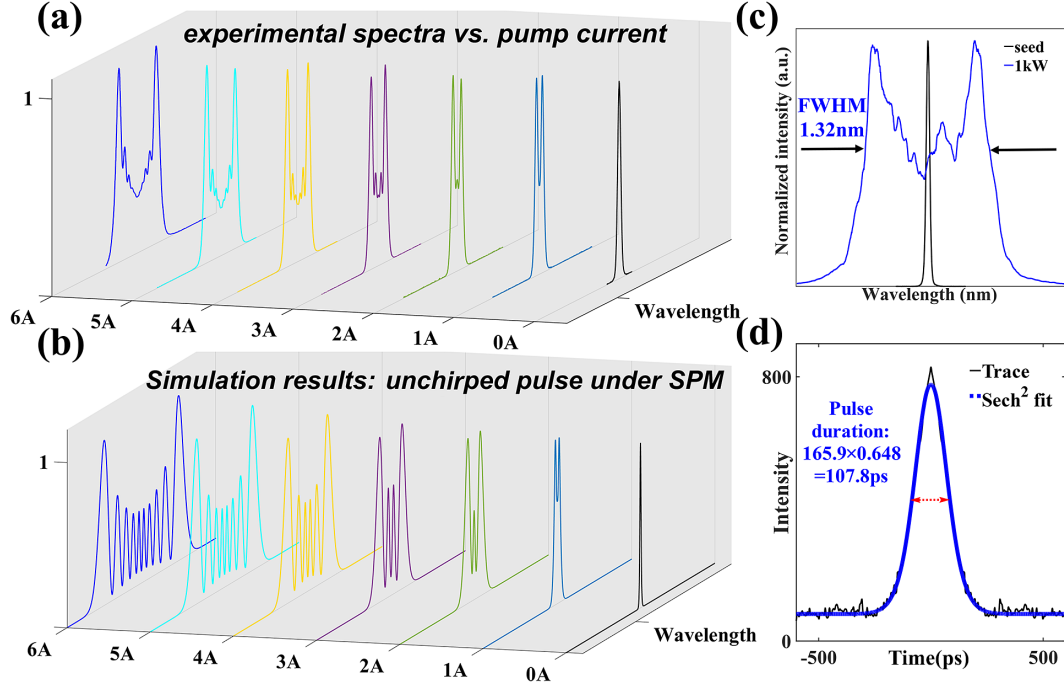 (a)
experimental spectra vs. pump current
1
6A
5A
4A
3A
2A
1A
0A
Wavelength
(b)
Simulation results: unchirped pulse under SPM
1
6A
5A
4A
3A
2A
1A
0A
Wavelength
(c)
seed
1kW
FWHM
1.32nm
Normalized intensity (a.u.)
Wavelength (nm)
(d)
800
Trace
Sech² fit
Pulse
duration:
165.9×0.648
=107.8ps
Intensity
0
-500
Time(ps)
500